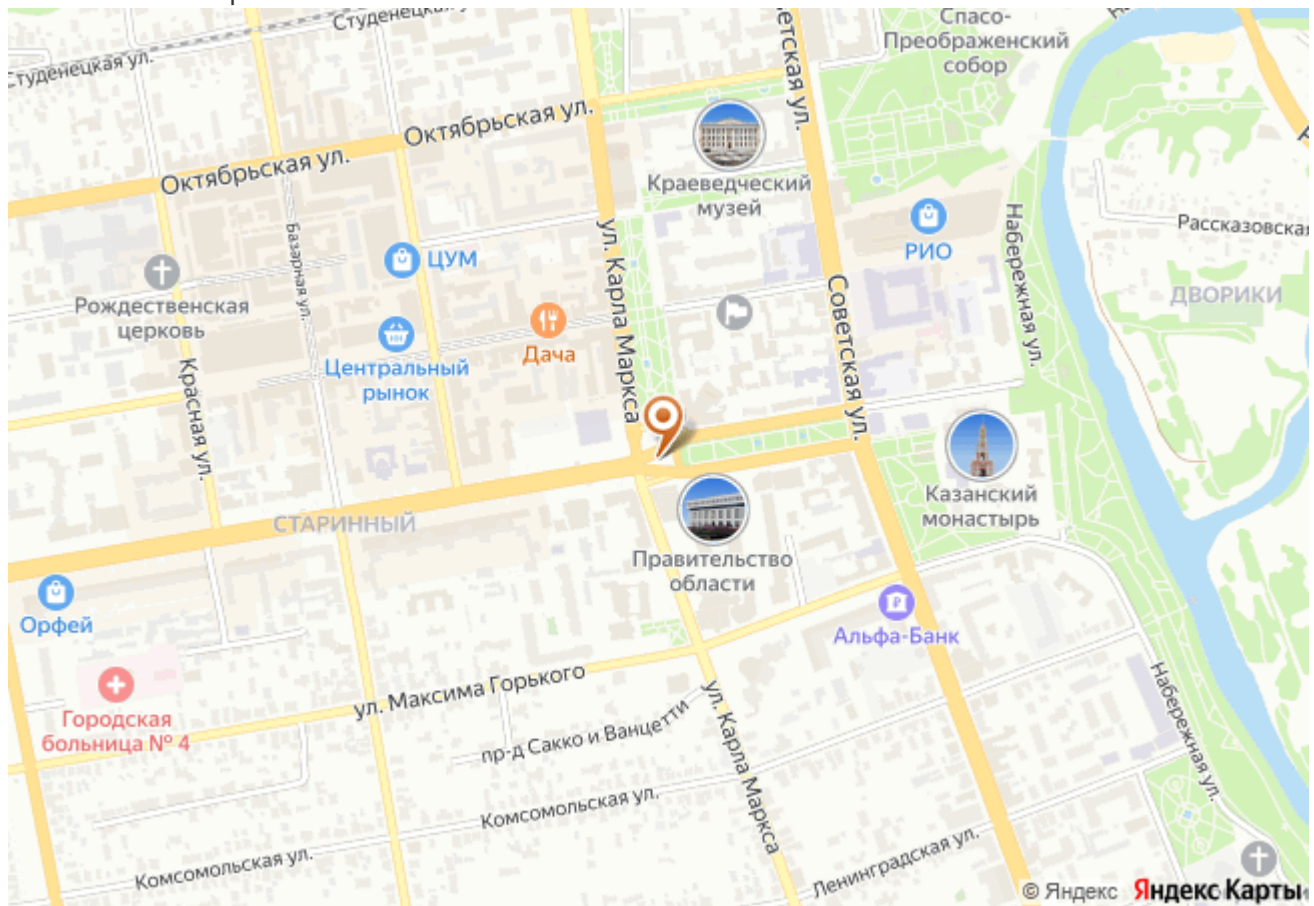 Студенецкая ул.
Студенецкая ул.
Спасо-
Преображенский
собор
Советская ул.
Октябрьская ул.
Октябрьская ул.
Краеведческий
музей
Набережная ул.
Рассказовская
Базарная ул.
ул. Карла Маркса
ЦУМ
РИО
Рождественская
церковь
ДВОРИКИ
Дача
Центральный
рынок
Советская ул.
Красная ул.
Казанский
монастырь
СТАРИННЫЙ
Правительство
области
Орфей
Альфа-Банк
ул. Максима Горького
Городская
больница № 4
пр-д Сакко и Ванцетти
ул. Карла Маркса
Набережная ул.
Комсомольская ул.
Комсомольская ул.
Ленинградская ул.
© Яндекс Яндекс Карты